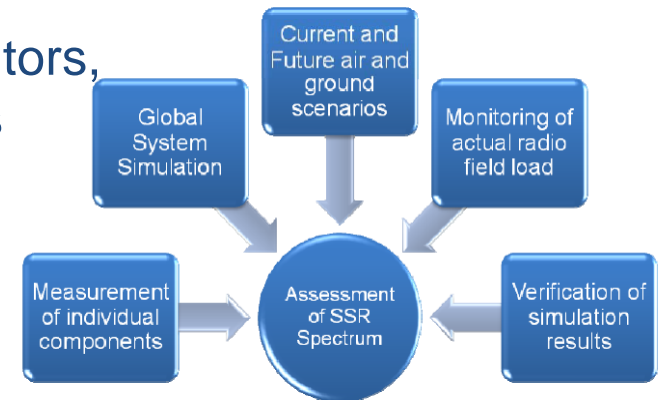 tors,
Current and
Future air and
ground
scenarios
Global
System
Simulation
Monitoring of
actual radio
field load
Measurement
of individual
components
Assessment
of SSR
Spectrum
Verification of
simulation
results